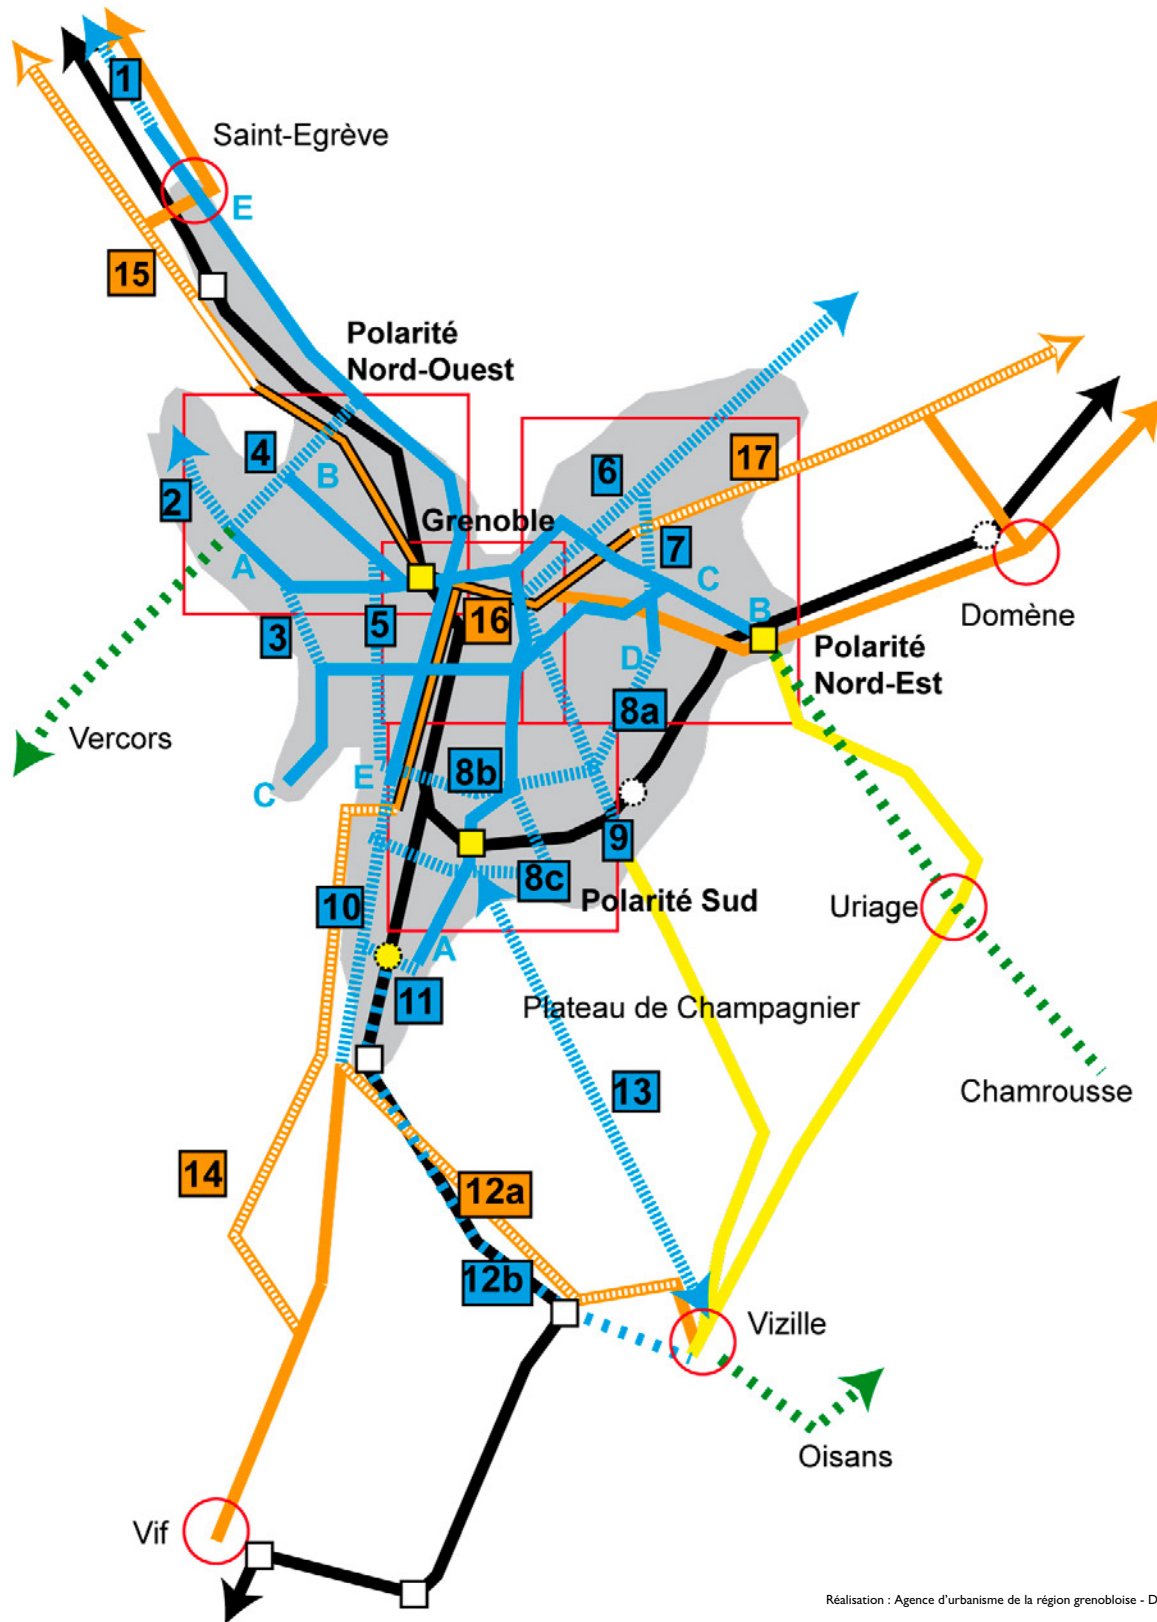 1
Saint-Egrève
E
15
Polarité
Nord-Ouest
4
B
2
6
17
Grenoble
A
7
C
3
5
16
B
Domène
D
Polarité
Nord-Est
8a
Vercors
E
8b
C
9
8c
10
Polarité Sud
Uriage
A
11
Plateau de Champagnier
13
Chamrousse
14
12a
12b
Vizille
Oisans
Vif
Réalisation : Agence d'urbanisme de la région grenobloise - D